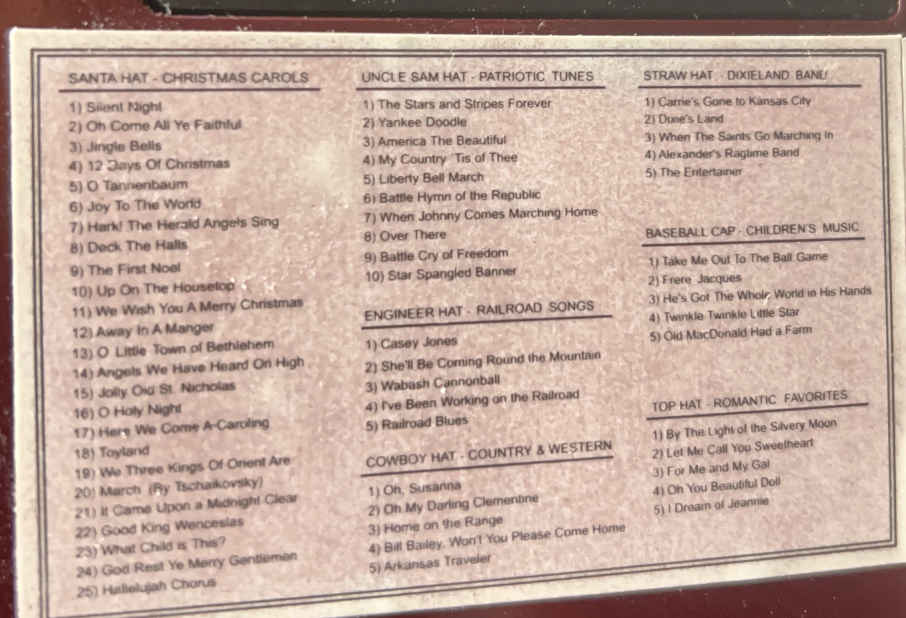 SANTA HAT - CHRISTMAS CAROLS
1) Silent Night
2) Oh Come All Ye Faithful
3) Jingle Bells
4) 12 Days Of Christmas
5) O Tannenbaum
6) Joy To The World
7) Hark! The Herald Angels Sing
8) Deck The Halls
9) The First Noel
10) Up On The Housetop
11) We Wish You A Merry Christmas
12) Away In A Manger
13) O Little Town of Bethlehem
14) Angels We Have Heard On High
15) Jolly Old St. Nicholas
16) O Holy Night
17) Here We Come A-Caroling
18) Toyland
19) We Three Kings Of Orient Are
20) March (By Tschaikovsky)
21) It Came Upon a Midnight Clear
22) Good King Wenceslas
23) What Child is This?
24) God Rest Ye Merry Gentlemen
25) Hallelujah Chorus
UNCLE SAM HAT - PATRIOTIC TUNES
1) The Stars and Stripes Forever
2) Yankee Doodle
3) America The Beautiful
4) My Country 'Tis of Thee
5) Liberty Bell March
6) Battle Hymn of the Republic
7) When Johnny Comes Marching Home
8) Over There
9) Battle Cry of Freedom
10) Star Spangled Banner
ENGINEER HAT - RAILROAD SONGS
1) Casey Jones
2) She'll Be Coming Round the Mountain
3) Wabash Cannonball
4) I've Been Working on the Railroad
5) Railroad Blues
COWBOY HAT - COUNTRY & WESTERN
1) Oh, Susanna
2) Oh My Darling Clementine
3) Home on the Range
4) Bill Bailey, Won't You Please Come Home
5) Arkansas Traveler
STRAW HAT - DIXIELAND BAND
1) Carrie's Gone to Kansas City
2) Dixie's Land
3) When The Saints Go Marching In
4) Alexander's Ragtime Band
5) The Entertainer
BASEBALL CAP - CHILDREN'S MUSIC
1) Take Me Out To The Ball Game
2) Frere Jacques
3) He's Got The Whole World in His Hands
4) Twinkle Twinkle Little Star
5) Old MacDonald Had a Farm
TOP HAT - ROMANTIC FAVORITES
1) By The Light of the Silvery Moon
2) Let Me Call You Sweetheart
3) For Me and My Gal
4) Oh You Beautiful Doll
5) I Dream of Jeannie